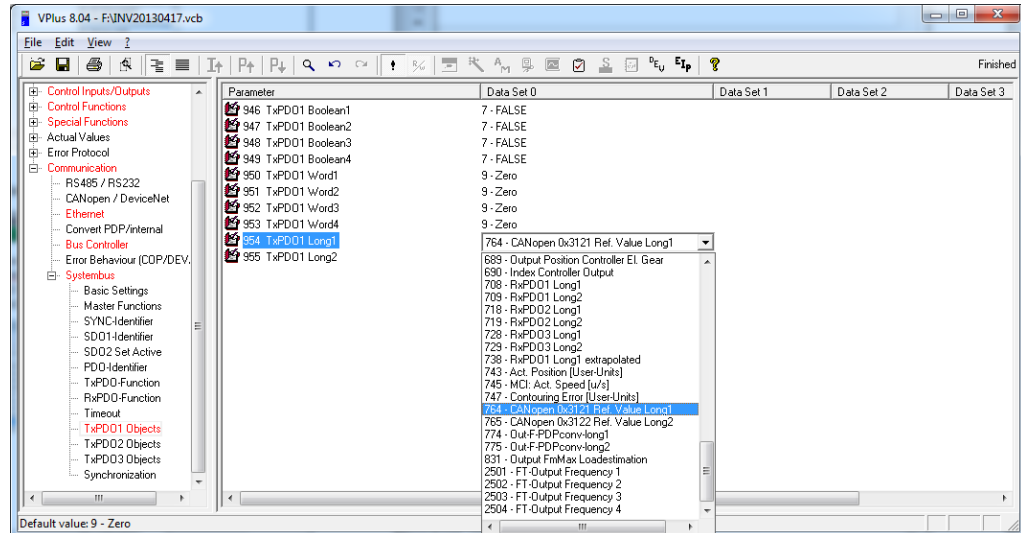 VPlus 8.04 - F:\INV20130417.vcb
File Edit View ?
Finished
Control Inputs/Outputs
Control Functions
Special Functions
Actual Values
Error Protocol
Communication
RS485 / RS232
CANopen / DeviceNet
Ethernet
Convert PDP/internal
Bus Controller
Error Behaviour (COP/DEV.
Systembus
Basic Settings
Master Functions
SYNC-Identifier
SDO1-Identifier
SDO2 Set Active
PDO-Identifier
TxPDO-Function
RxPDO-Function
Timeout
TxPDO1 Objects
TxPDO2 Objects
TxPDO3 Objects
Synchronization
Parameter Data Set 0 Data Set 1 Data Set 2 Data Set 3
946 TxPDO1 Boolean1 7 - FALSE
947 TxPDO1 Boolean2 7 - FALSE
948 TxPDO1 Boolean3 7 - FALSE
949 TxPDO1 Boolean4 7 - FALSE
950 TxPDO1 Word1 9 - Zero
951 TxPDO1 Word2 9 - Zero
952 TxPDO1 Word3 9 - Zero
953 TxPDO1 Word4 9 - Zero
954 TxPDO1 Long1 764 - CANopen 0x3121 Ref. Value Long1
955 TxPDO1 Long2
689 - Output Position Controller El. Gear
690 - Index Controller Output
708 - RxPDO1 Long1
709 - RxPDO1 Long2
718 - RxPDO2 Long1
719 - RxPDO2 Long2
728 - RxPDO3 Long1
729 - RxPDO3 Long2
738 - RxPDO1 Long1 extrapolated
743 - Act. Position [User-Units]
745 - MCI: Act. Speed [u/s]
747 - Contouring Error [User-Units]
764 - CANopen 0x3121 Ref. Value Long1
765 - CANopen 0x3122 Ref. Value Long2
774 - Out-F-PDPconv-long1
775 - Out-F-PDPconv-long2
831 - Output FmMax Loadestimation
2501 - FT-Output Frequency 1
2502 - FT-Output Frequency 2
2503 - FT-Output Frequency 3
2504 - FT-Output Frequency 4
Default value: 9 - Zero